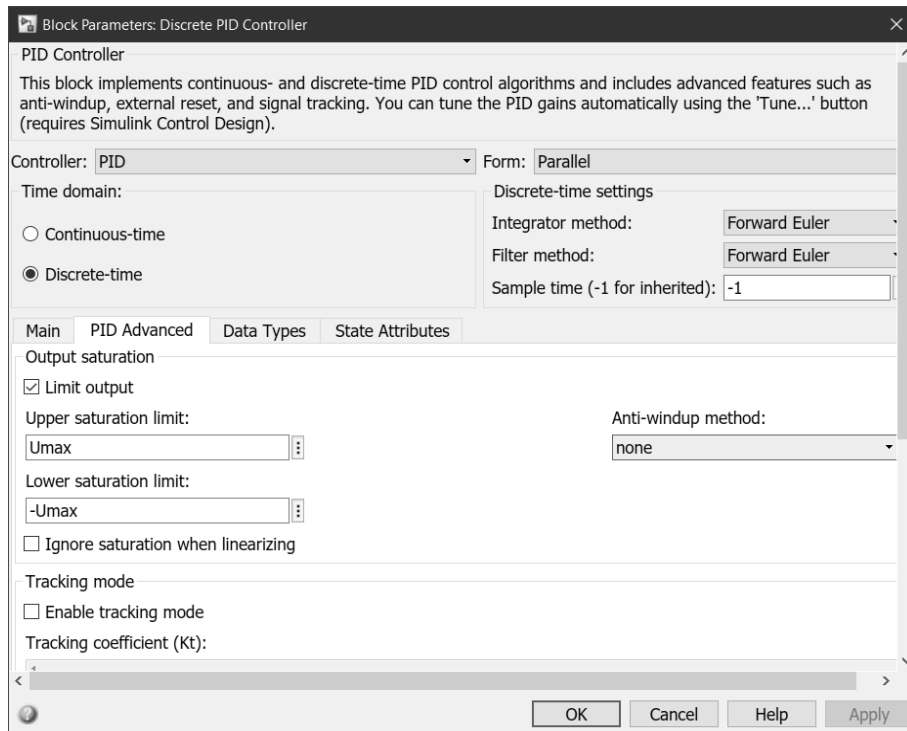 Block Parameters: Discrete PID Controller
PID Controller
This block implements continuous- and discrete-time PID control algorithms and includes advanced features such as
anti-windup, external reset, and signal tracking. You can tune the PID gains automatically using the 'Tune...' button
(requires Simulink Control Design).
Controller: PID Form: Parallel
Time domain: Discrete-time settings
Continuous-time
Discrete-time
Integrator method: Forward Euler
Filter method: Forward Euler
Sample time (-1 for inherited): -1
Main PID Advanced Data Types State Attributes
Output saturation
Limit output
Upper saturation limit: Anti-windup method:
Umax none
Lower saturation limit:
-Umax
Ignore saturation when linearizing
Tracking mode
Enable tracking mode
Tracking coefficient (Kt):
OK Cancel Help Apply